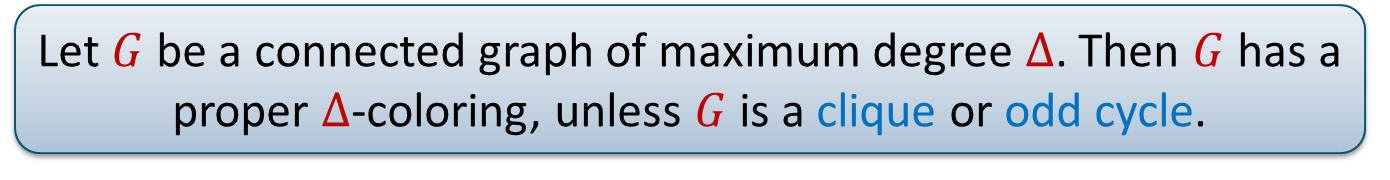 Let G be a connected graph of maximum degree Δ. Then G has a
proper Δ-coloring, unless G is a clique or odd cycle.